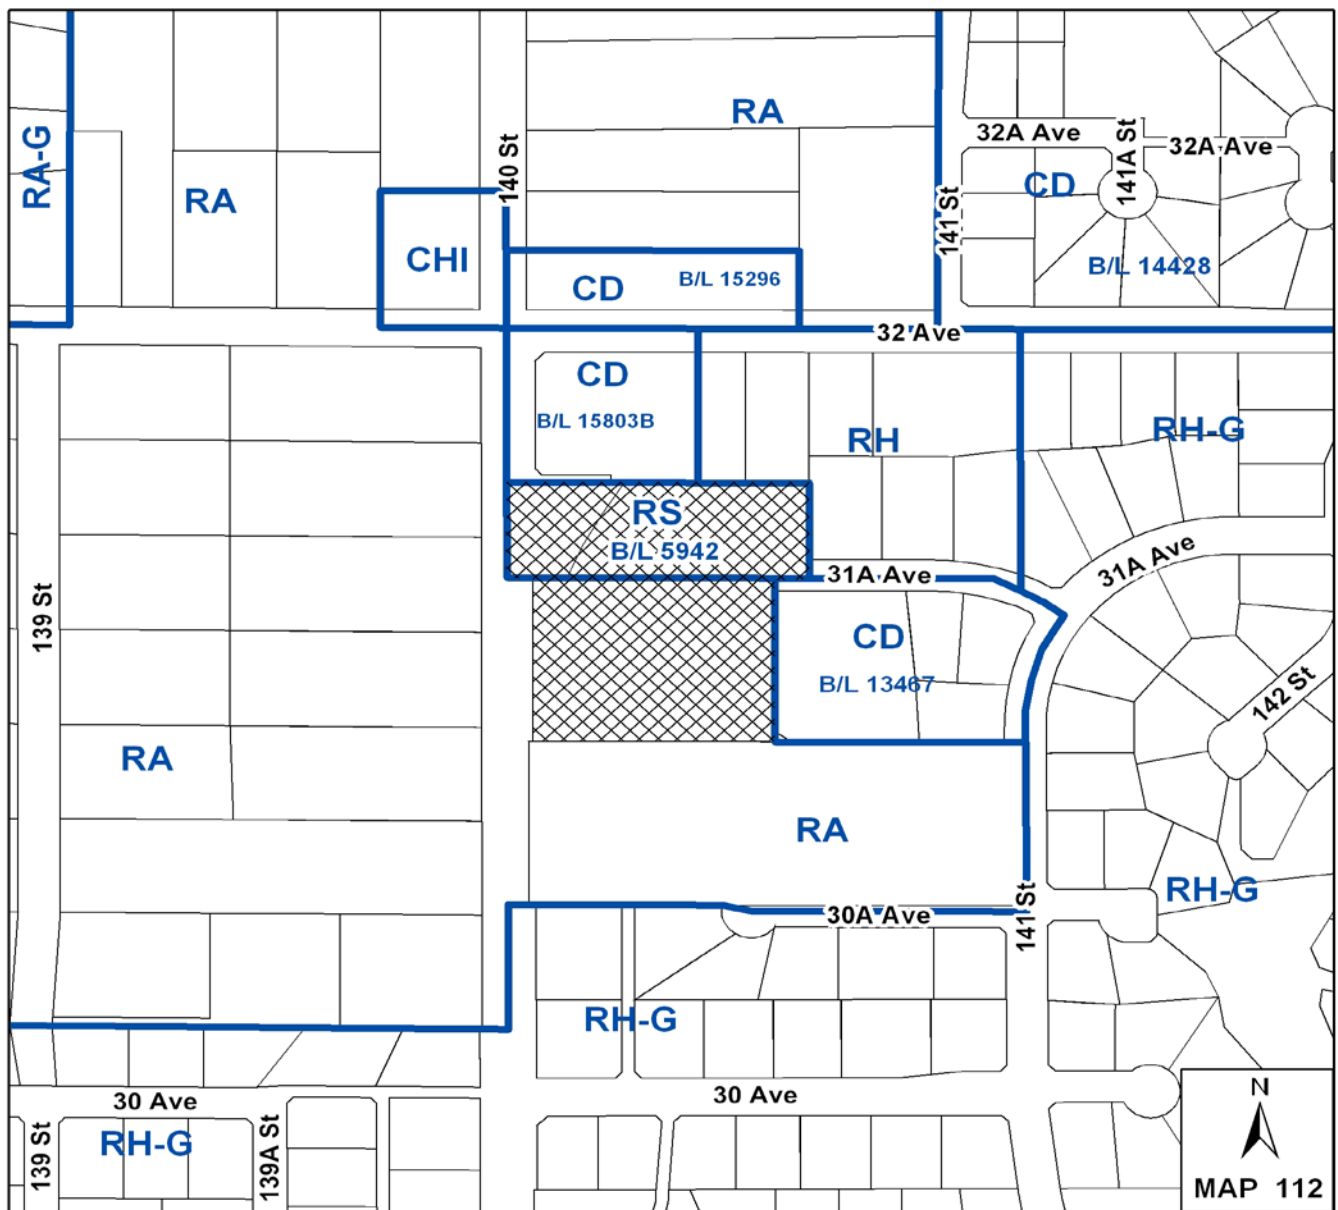 RA
32A Ave
141A St
32A Ave
RA-G
RA
140 St
141 St
CD
CHI
CD
B/L 15296
B/L 14428
32 Ave
CD
B/L 15803B
RH
RH-G
RS
B/L 5942
31A Ave
31A Ave
139 St
CD
B/L 13467
142 St
RA
RA
RH-G
30A Ave
141 St
RH-G
30 Ave
30 Ave
N
139 St
RH-G
139A St
MAP 112